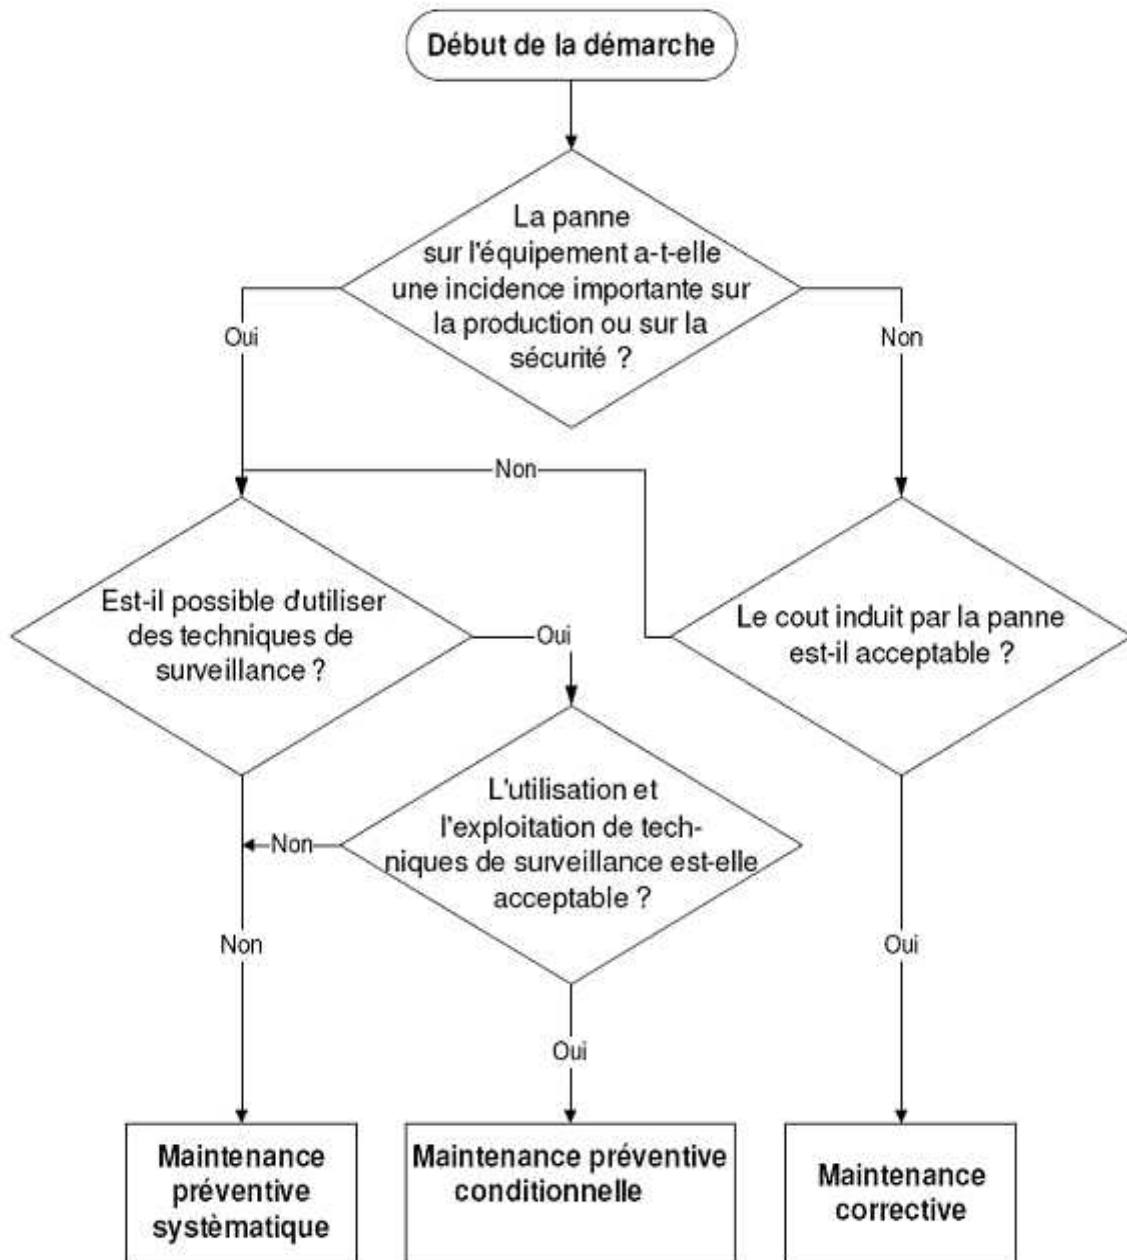 Début de la démarche
La panne
sur l'équipement a-t-elle
une incidence importante sur
la production ou sur la
sécurité ?
Oui
Non
Non
Est-il possible d'utiliser
des techniques de
surveillance ?
Oui
Le cout induit par la panne
est-il acceptable ?
L'utilisation et
l'exploitation de tech-
niques de surveillance est-elle
acceptable ?
Non
Non
Oui
Oui
Maintenance
préventive
systèmatique
Maintenance préventive
conditionnelle
Maintenance
corrective